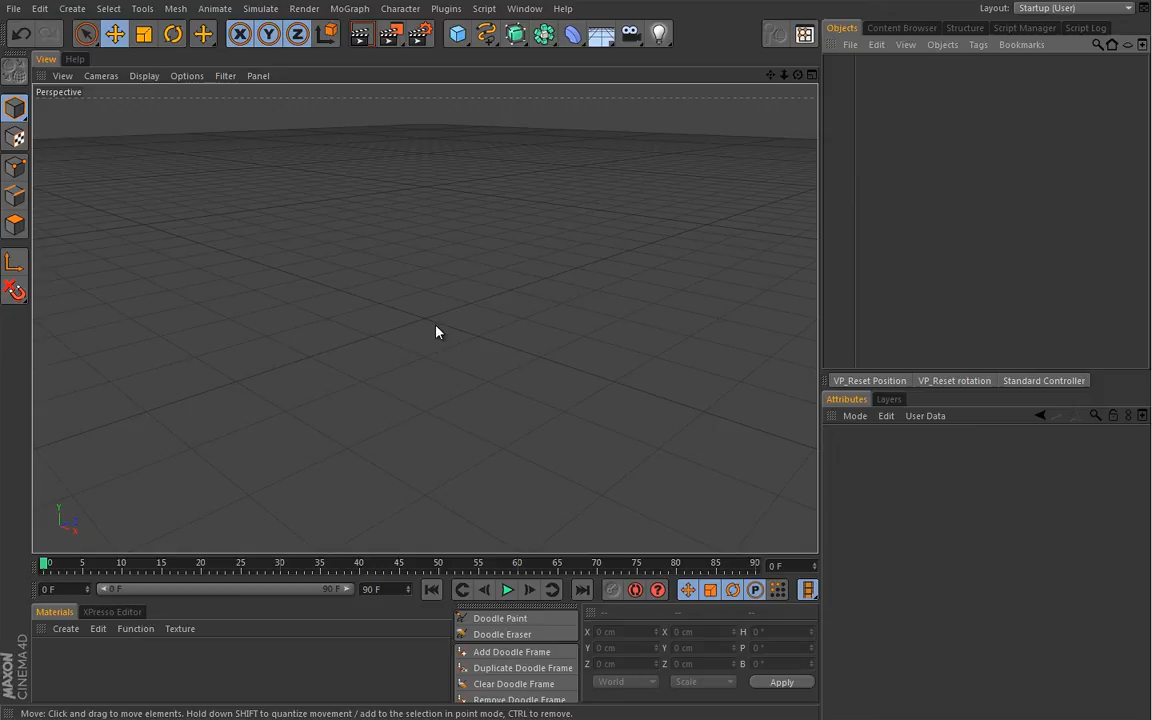 File Edit Create Select Tools Mesh Animate Simulate Render MoGraph Character Plugins Script Window Help Layout: Startup (User)
Objects Content Browser Structure Script Manager Script Log
File Edit View Objects Tags Bookmarks
View Help
View Cameras Display Options Filter Panel
Perspective
X Y Z
VP_Reset Position VP_Reset rotation Standard Controller
Attributes Layers
Mode Edit User Data
Y
X
0 5 10 15 20 25 30 35 40 45 50 55 60 65 70 75 80 85 90 0 F
0 F 0 F 90 F 90 F P
Materials XPresso Editor
Create Edit Function Texture
Doodle Paint
Doodle Eraser
Add Doodle Frame
Duplicate Doodle Frame
Clear Doodle Frame
Remove Doodle Frame
-- -- --
X 0 cm X 0 cm H 0 °
Y 0 cm Y 0 cm P 0 °
Z 0 cm Z 0 cm B 0 °
World Scale Apply
MAXON CINEMA 4D
Move: Click and drag to move elements. Hold down SHIFT to quantize movement / add to the selection in point mode, CTRL to remove.